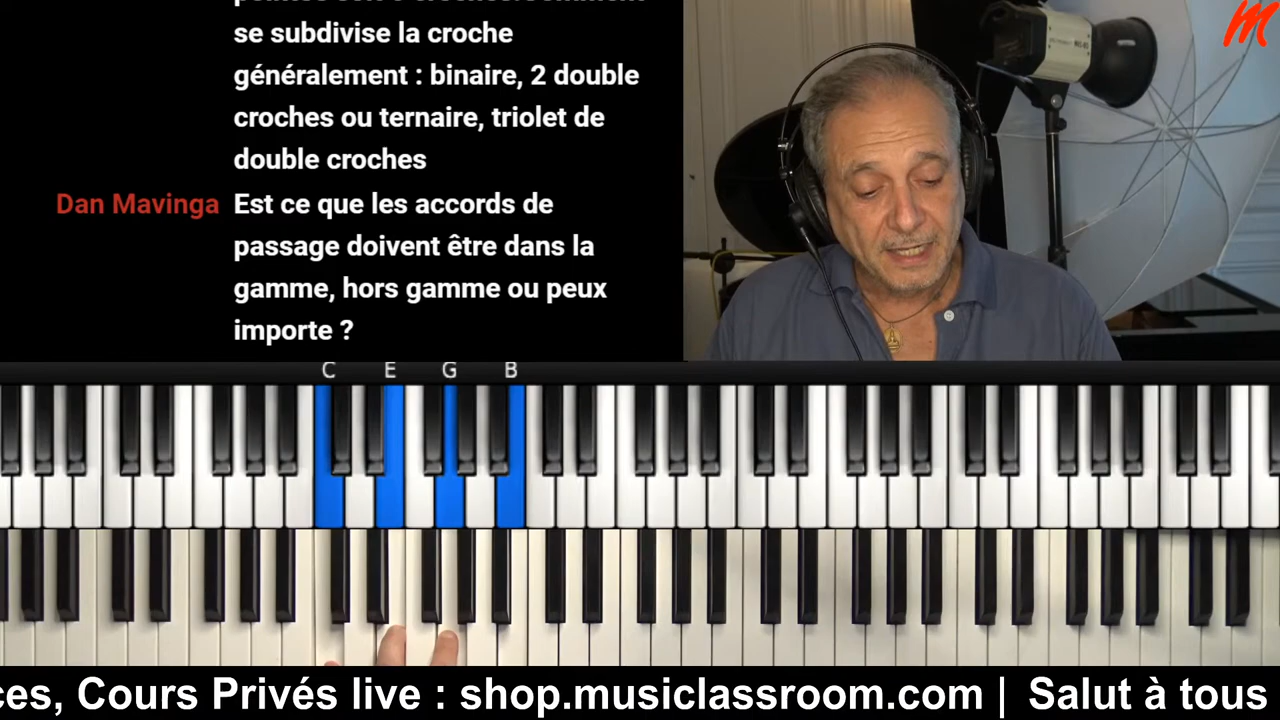 se subdivise la croche
généralement : binaire, 2 double
croches ou ternaire, triolet de
double croches
Dan Mavinga Est ce que les accords de
passage doivent être dans la
gamme, hors gamme ou peux
importe ?
C E G B
Cours Privés live : shop.musiclassroom.com | Salut à tous